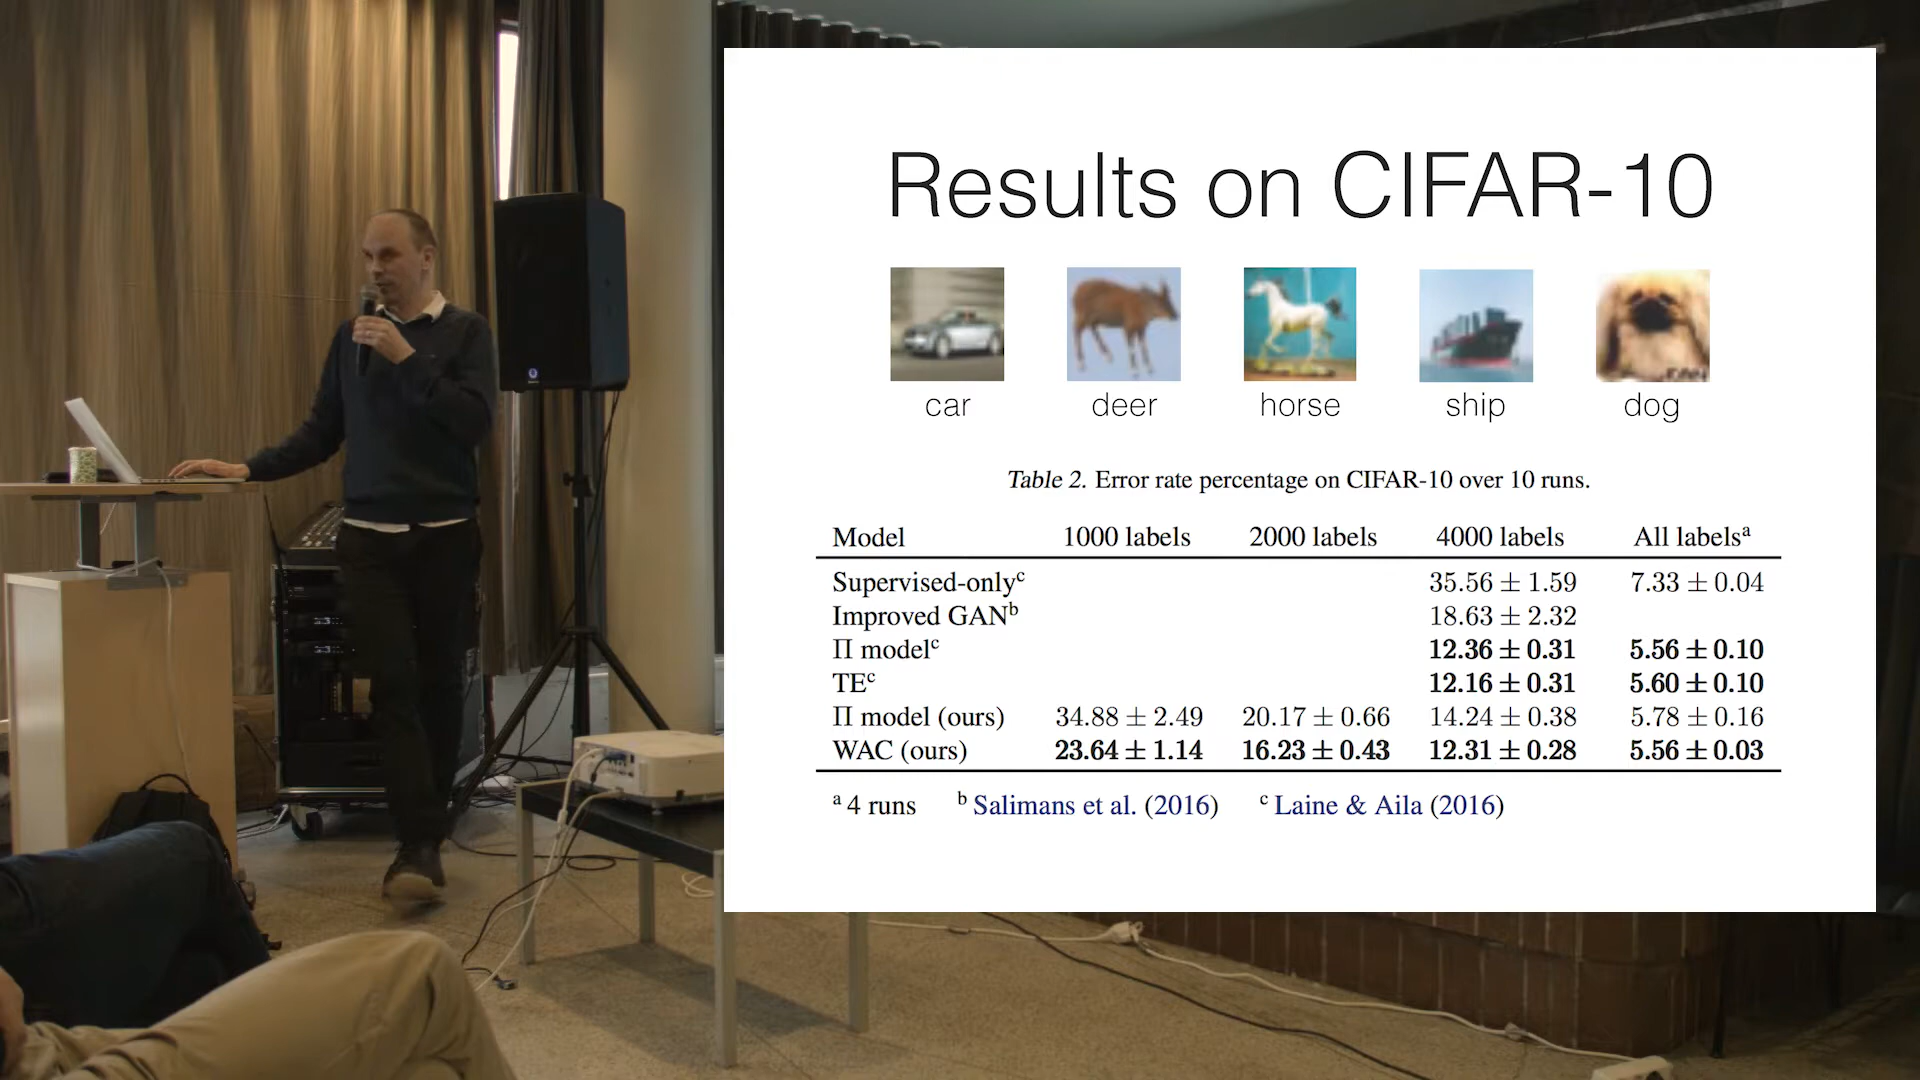 Results on CIFAR-10
car deer horse ship dog
Table 2. Error rate percentage on CIFAR-10 over 10 runs.
Model 1000 labels 2000 labels 4000 labels All labelsᵃ
Supervised-onlyᶜ 35.56 ± 1.59 7.33 ± 0.04
Improved GANᵇ 18.63 ± 2.32
Π modelᶜ 12.36 ± 0.31 5.56 ± 0.10
TEᶜ 12.16 ± 0.31 5.60 ± 0.10
Π model (ours) 34.88 ± 2.49 20.17 ± 0.66 14.24 ± 0.38 5.78 ± 0.16
WAC (ours) 23.64 ± 1.14 16.23 ± 0.43 12.31 ± 0.28 5.56 ± 0.03
ᵃ 4 runs ᵇ Salimans et al. (2016) ᶜ Laine & Aila (2016)